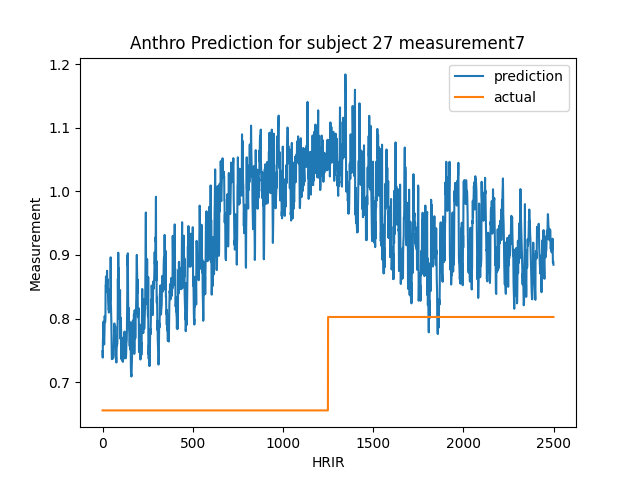 Anthro Prediction for subject 27 measurement7
prediction
actual
1.2
1.1
1.0
0.9
0.8
0.7
Measurement
0
500
1000
1500
2000
2500
HRIR